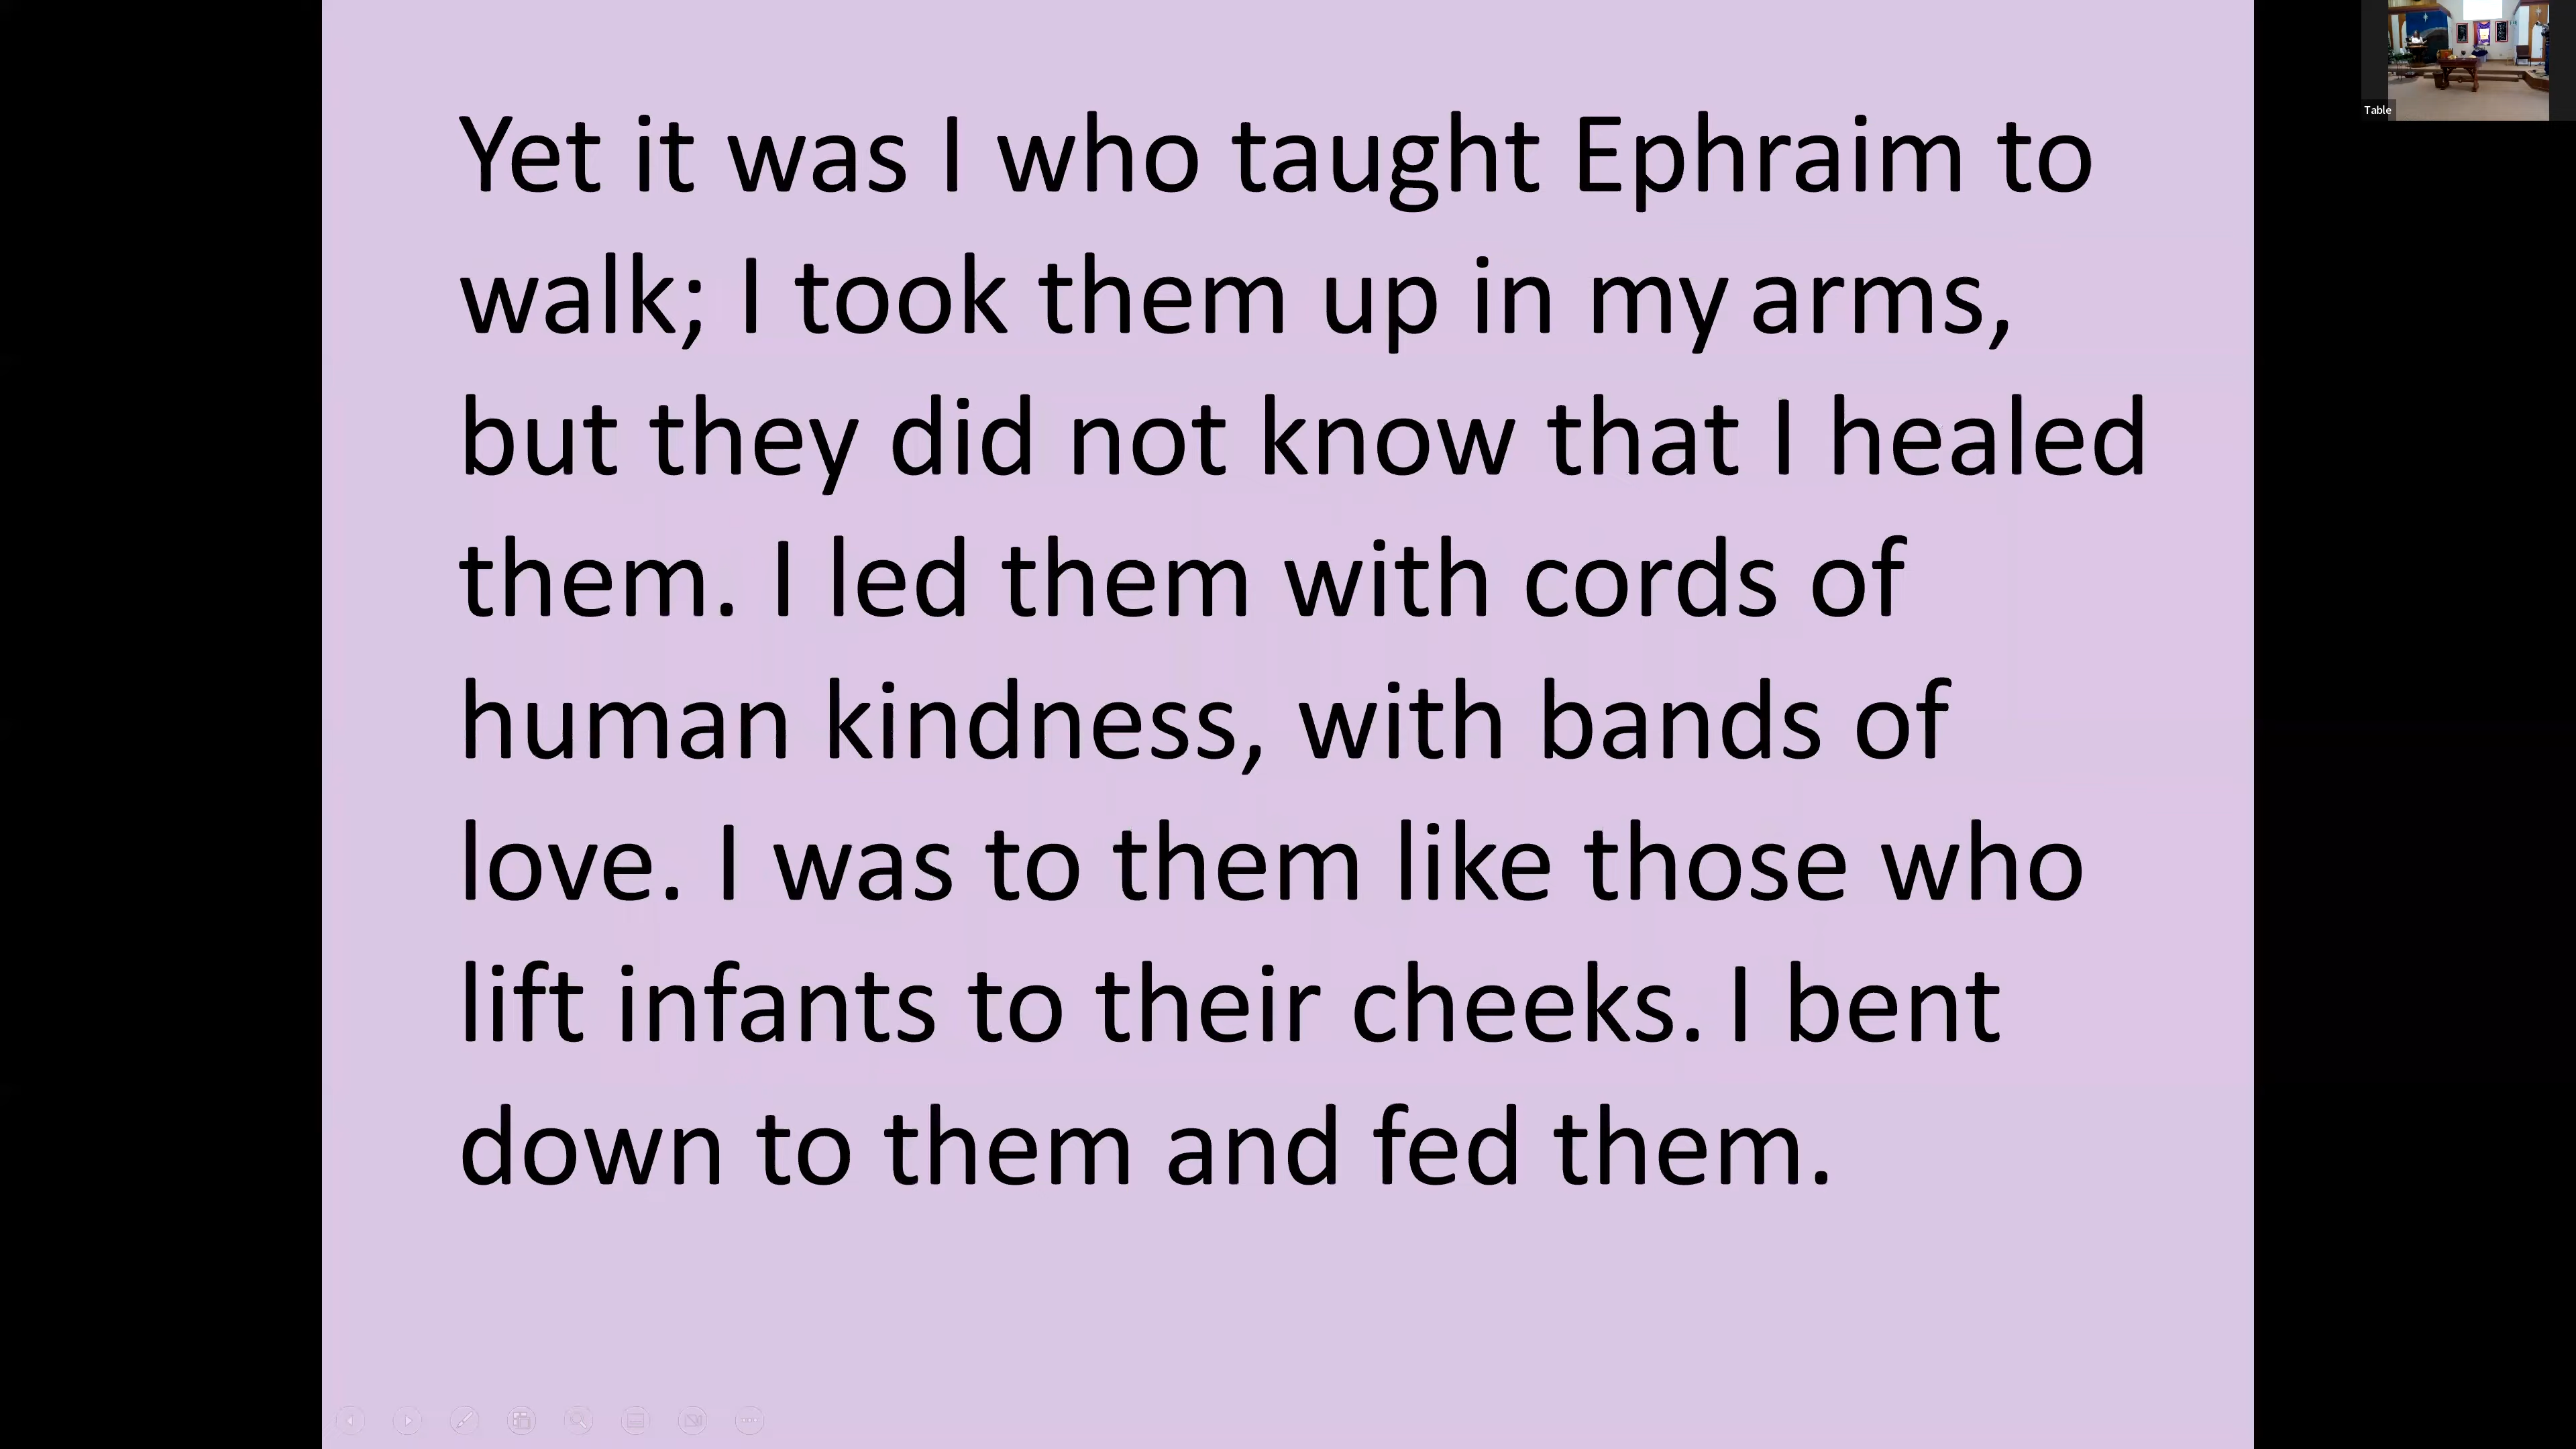 Yet it was I who taught Ephraim to
walk; I took them up in my arms,
but they did not know that I healed
them. I led them with cords of
human kindness, with bands of
love. I was to them like those who
lift infants to their cheeks. I bent
down to them and fed them.
Table